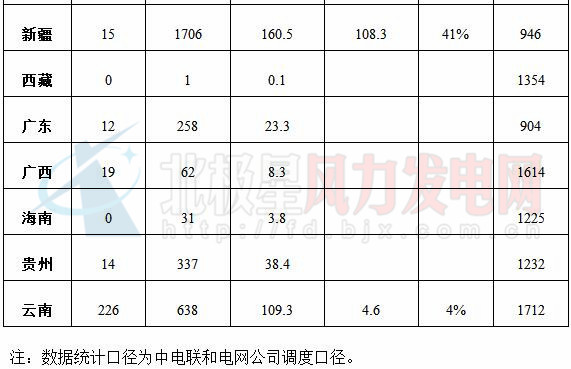 新疆 15 1706 160.5 108.3 41% 946
西藏 0 1 0.1 1354
广东 12 258 23.3 904
广西 19 62 8.3 1614
海南 0 31 3.8 1225
贵州 14 337 38.4 1232
云南 226 638 109.3 4.6 4% 1712
注：数据统计口径为中电联和电网公司调度口径。
北极星风力发电网
http://fd.bjx.com.cn